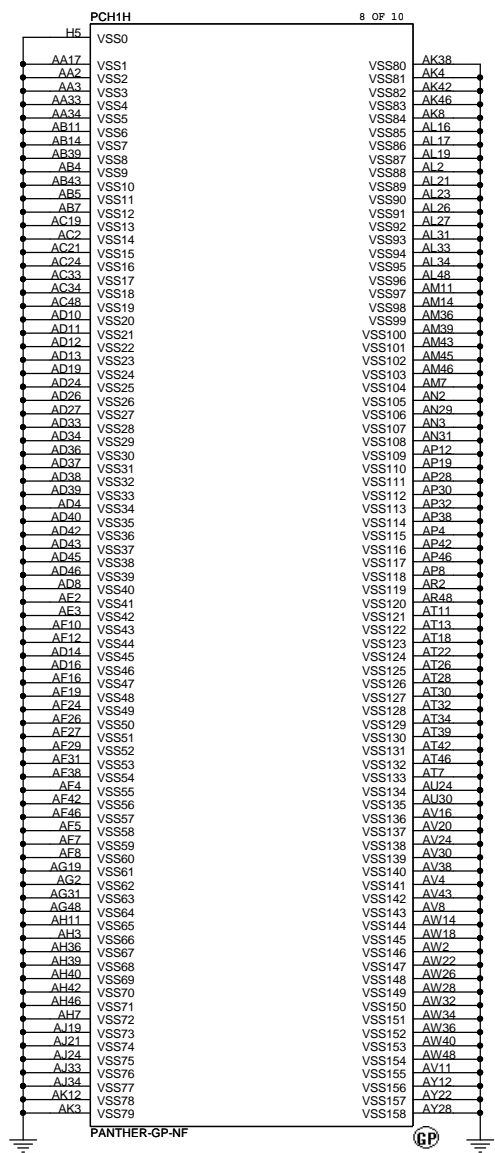 PCH1H 8 OF 10
H5 VSS0
AA17 VSS1 VSS80 AK38
AA2 VSS2 VSS81 AK4
AA3 VSS3 VSS82 AK42
AA33 VSS4 VSS83 AK46
AA34 VSS5 VSS84 AK8
AB11 VSS6 VSS85 AL16
AB14 VSS7 VSS86 AL17
AB39 VSS8 VSS87 AL19
AB4 VSS9 VSS88 AL2
AB43 VSS10 VSS89 AL21
AB5 VSS11 VSS90 AL23
AB7 VSS12 VSS91 AL26
AC19 VSS13 VSS92 AL27
AC2 VSS14 VSS93 AL31
AC21 VSS15 VSS94 AL33
AC24 VSS16 VSS95 AL34
AC33 VSS17 VSS96 AL48
AC34 VSS18 VSS97 AM11
AC48 VSS19 VSS98 AM14
AD10 VSS20 VSS99 AM36
AD11 VSS21 VSS100 AM39
AD12 VSS22 VSS101 AM43
AD13 VSS23 VSS102 AM45
AD19 VSS24 VSS103 AM46
AD24 VSS25 VSS104 AM7
AD26 VSS26 VSS105 AN2
AD27 VSS27 VSS106 AN29
AD33 VSS28 VSS107 AN3
AD34 VSS29 VSS108 AN31
AD36 VSS30 VSS109 AP12
AD37 VSS31 VSS110 AP19
AD38 VSS32 VSS111 AP28
AD39 VSS33 VSS112 AP30
AD4 VSS34 VSS113 AP32
AD40 VSS35 VSS114 AP38
AD42 VSS36 VSS115 AP4
AD43 VSS37 VSS116 AP42
AD45 VSS38 VSS117 AP46
AD46 VSS39 VSS118 AP8
AD8 VSS40 VSS119 AR2
AE2 VSS41 VSS120 AR48
AE3 VSS42 VSS121 AT11
AF10 VSS43 VSS122 AT13
AF12 VSS44 VSS123 AT18
AD14 VSS45 VSS124 AT22
AD16 VSS46 VSS125 AT26
AF16 VSS47 VSS126 AT28
AF19 VSS48 VSS127 AT30
AF24 VSS49 VSS128 AT32
AF26 VSS50 VSS129 AT34
AF27 VSS51 VSS130 AT39
AF29 VSS52 VSS131 AT42
AF31 VSS53 VSS132 AT46
AF38 VSS54 VSS133 AT7
AF4 VSS55 VSS134 AU24
AF42 VSS56 VSS135 AU30
AF46 VSS57 VSS136 AV16
AF5 VSS58 VSS137 AV20
AF7 VSS59 VSS138 AV24
AF8 VSS60 VSS139 AV30
AG19 VSS61 VSS140 AV38
AG2 VSS62 VSS141 AV4
AG31 VSS63 VSS142 AV43
AG48 VSS64 VSS143 AV8
AH11 VSS65 VSS144 AW14
AH3 VSS66 VSS145 AW18
AH36 VSS67 VSS146 AW2
AH39 VSS68 VSS147 AW22
AH40 VSS69 VSS148 AW26
AH42 VSS70 VSS149 AW28
AH46 VSS71 VSS150 AW32
AH7 VSS72 VSS151 AW34
AJ19 VSS73 VSS152 AW36
AJ21 VSS74 VSS153 AW40
AJ24 VSS75 VSS154 AW48
AJ33 VSS76 VSS155 AV11
AJ34 VSS77 VSS156 AY12
AK12 VSS78 VSS157 AY22
AK3 VSS79 VSS158 AY28
PANTHER-GP-NF GP